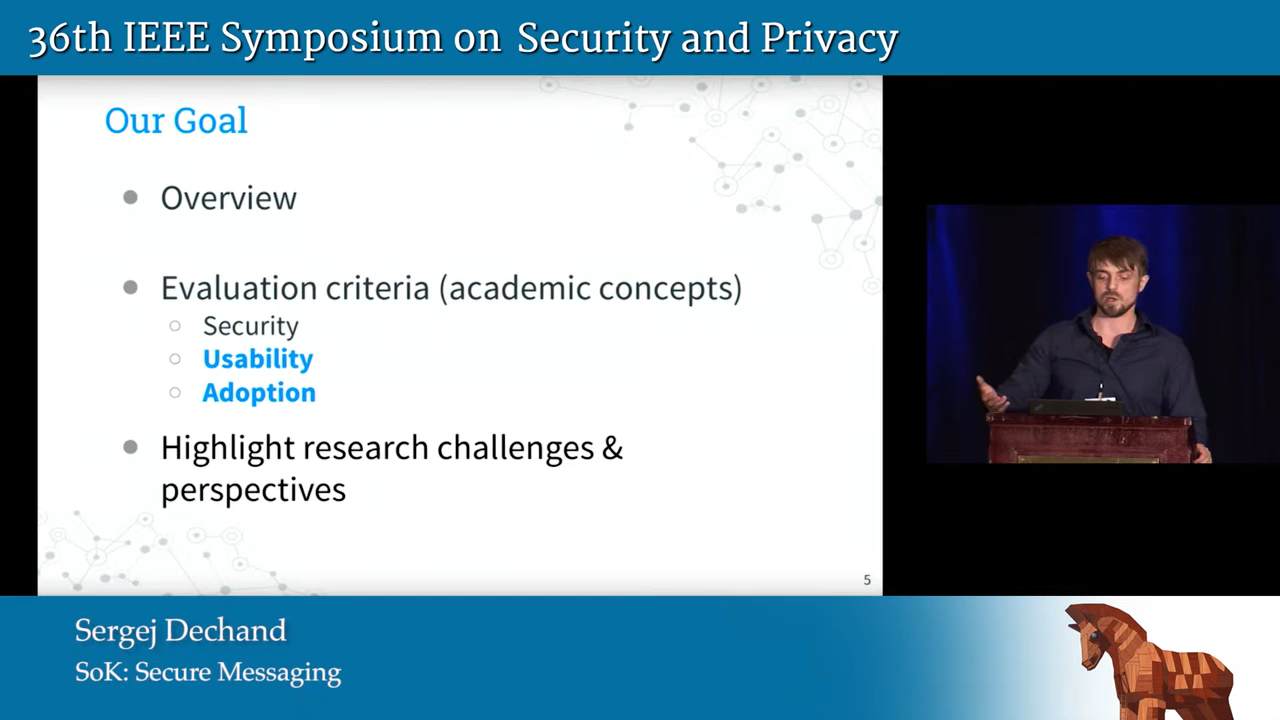 36th IEEE Symposium on Security and Privacy
Our Goal
Overview
Evaluation criteria (academic concepts)
Security
Usability
Adoption
Highlight research challenges &
perspectives
5
Sergej Dechand
SoK: Secure Messaging